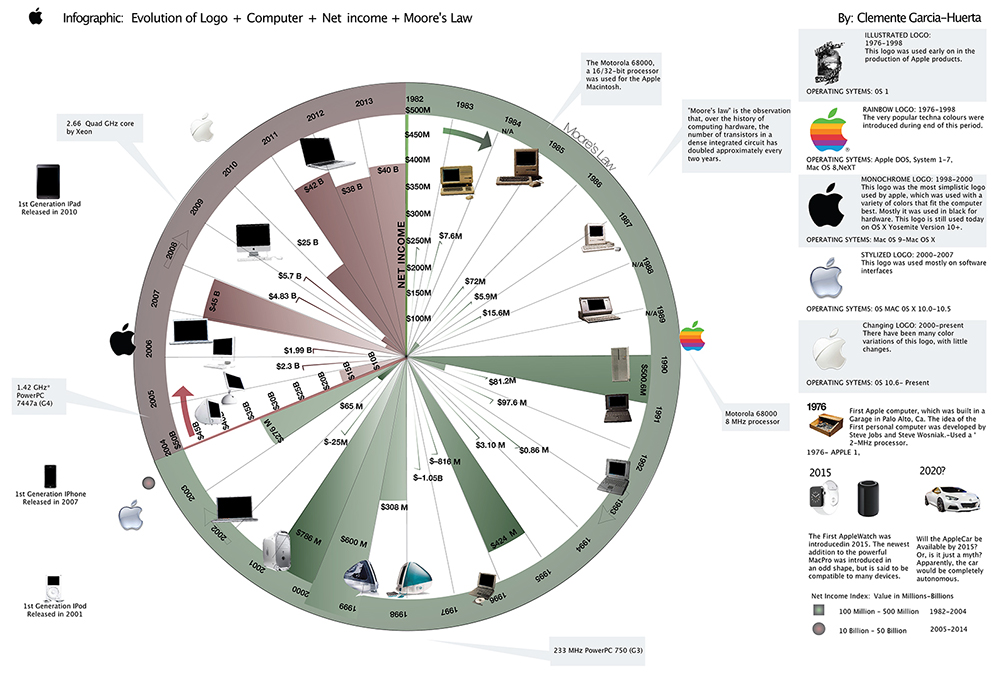 Infographic: Evolution of Logo + Computer + Net income + Moore's Law
By: Clemente Garcia-Huerta
The Motorola 68000,
a 16/32-bit processor
was used for the Apple
Macintosh.
"Moore's law" is the observation
that, over the history of
computing hardware, the
number of transistors in a
dense integrated circuit has
doubled approximately every
two years.
2.66 Quad GHz core
by Xeon
1st Generation IPad
Released in 2010
1.42 GHz*
PowerPC
7447a (G4)
1st Generation IPhone
Released in 2007
1st Generation IPod
Released in 2001
Moore's Law
1982
1983
1984
1985
1986
1987
1988
1989
1990
1991
1992
1993
1994
1995
1996
1997
1998
1999
2000
2001
2002
2003
2004
2005
2006
2007
2008
2009
2010
2011
2012
2013
NET INCOME
$500M
$450M
$400M
$350M
$300M
$250M
$200M
$150M
$100M
N/A
$7.6M
$72M
$5.9M
$15.6M
N/A
N/A
$500.6M
$81.2M
$97.6 M
$3.10 M
$0.86 M
$424 M
$-816 M
$-1.05B
$308 M
$600 M
$786 M
$-25M
$65 M
$276 M
$2.3 B
$1.99 B
$45 B
$4.83 B
$5.7 B
$25 B
$42 B
$38 B
$40 B
$10B
$15B
$20B
$25B
$30B
$35B
$45B
$50B
Motorola 68000
8 MHz processor
233 MHz PowerPC 750 (G3)
ILLUSTRATED LOGO:
1976-1998
This logo was used early on in the
production of Apple products.
OPERATING SYTEMS: OS 1
RAINBOW LOGO: 1976-1998
The very popular techna colours were
introduced during end of this period.
OPERATING SYTEMS: Apple DOS, System 1-7,
Mac OS 8,NeXT
MONOCHROME LOGO: 1998-2000
This logo was the most simplistic logo
used by apple, which was used with a
variety of colors that fit the computer
best. Mostly it was used in black for
hardware. This logo is still used today
on OS X Yosemite Version 10+.
OPERATING SYTEMS: Mac OS 9-Mac OS X
STYLIZED LOGO: 2000-2007
This logo was used mostly on software
interfaces
OPERATING SYTEMS: OS MAC OS X 10.0-10.5
Changing LOGO: 2000-present
There have been many color
variations of this logo, with little
changes.
OPERATING SYTEMS: OS 10.6- Present
1976
First Apple computer, which was built in a
Garage in Palo Alto, Ca. The idea of the
First personal computer was developed by
Steve Jobs and Steve Wosniak.-Used a '
2-MHz processor.
1976- APPLE 1,
2015
2020?
The First AppleWatch was
introducedin 2015. The newest
addition to the powerful
MacPro was introduced in
an odd shape, but is said to be
compatible to many devices.
Will the AppleCar be
Available by 2015?
Or, is it just a myth?
Apparently, the car
would be completely
autonomous.
Net Income Index: Value in Millions-Billions
100 Million - 500 Million 1982-2004
10 Billion - 50 Billion 2005-2014